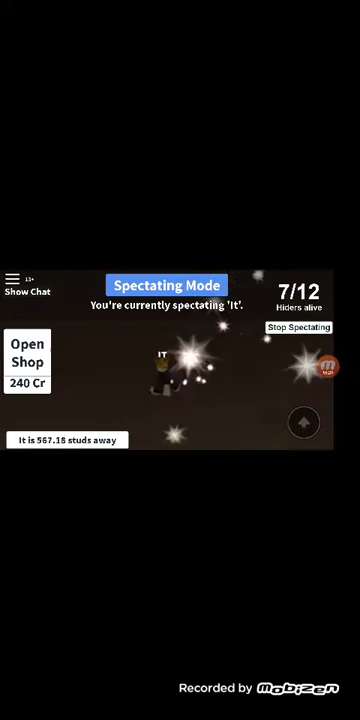 13+
Show Chat
Spectating Mode
You're currently spectating 'It'.
7/12
Hiders alive
Stop Spectating
Open
Shop
240 Cr
IT
It is 567.18 studs away
Recorded by mobizen